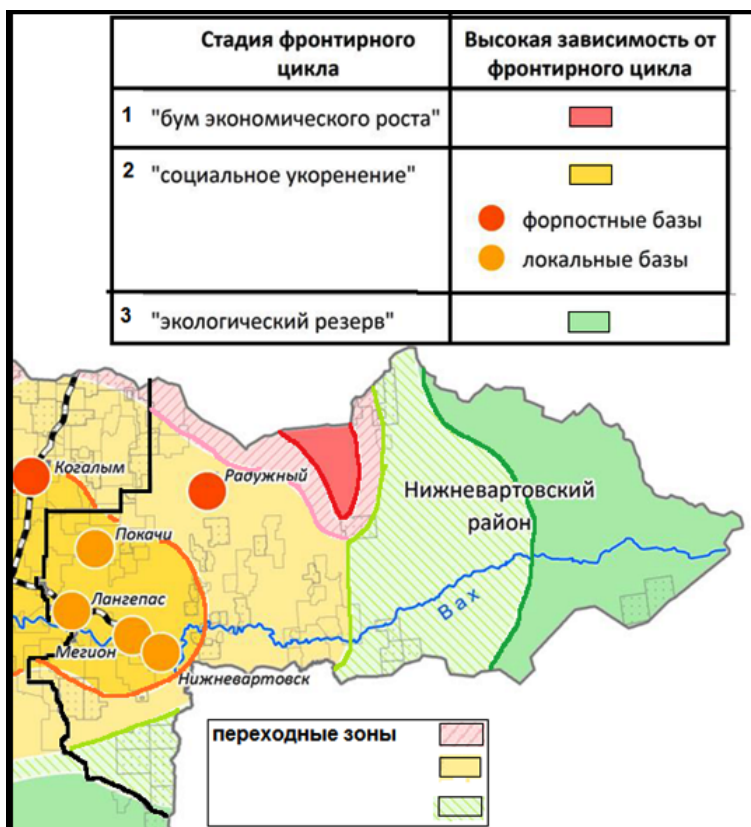 Стадия фронтирного
цикла
Высокая зависимость от
фронтирного цикла
1 "бум экономического роста"
2 "социальное укоренение"
форпостные базы
локальные базы
3 "экологический резерв"
Когалым
Радужный
Покачи
Лангепас
Мегион
Нижневартовск
Нижневартовский
район
Вах
переходные зоны